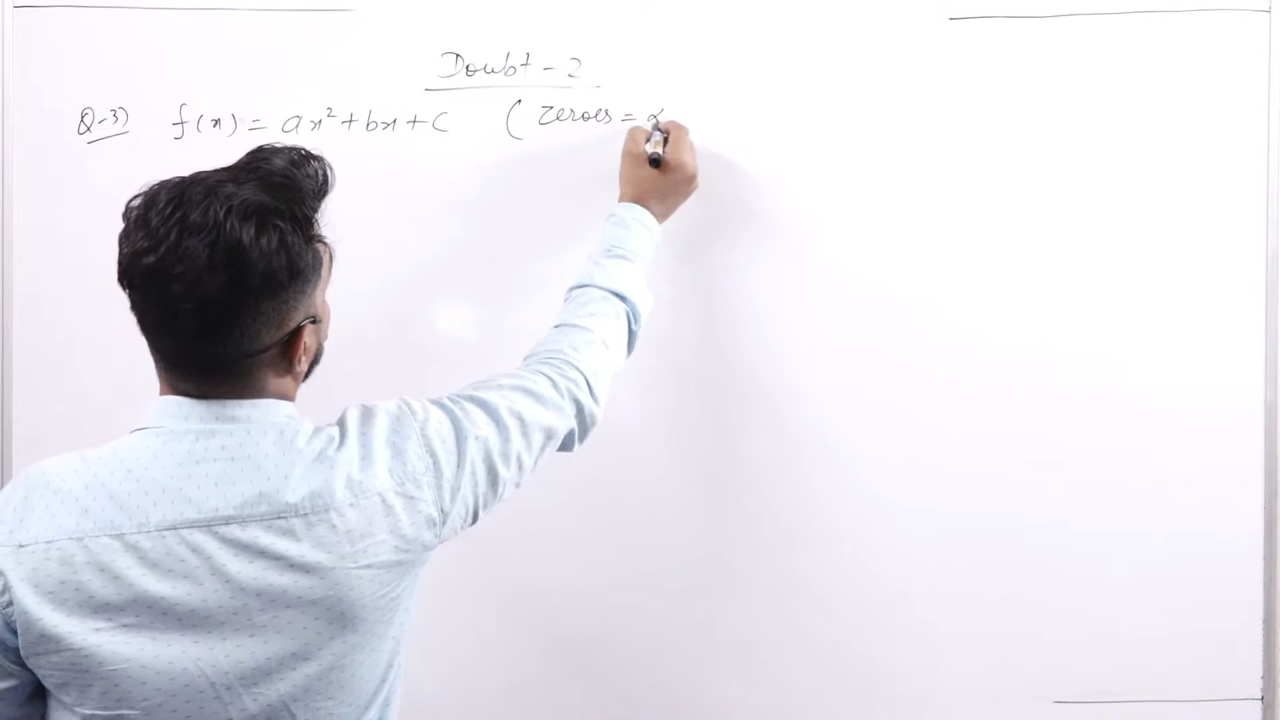 Doubt - 2
Q-3) f(x) = ax² + bx + c ( Zeroes = α